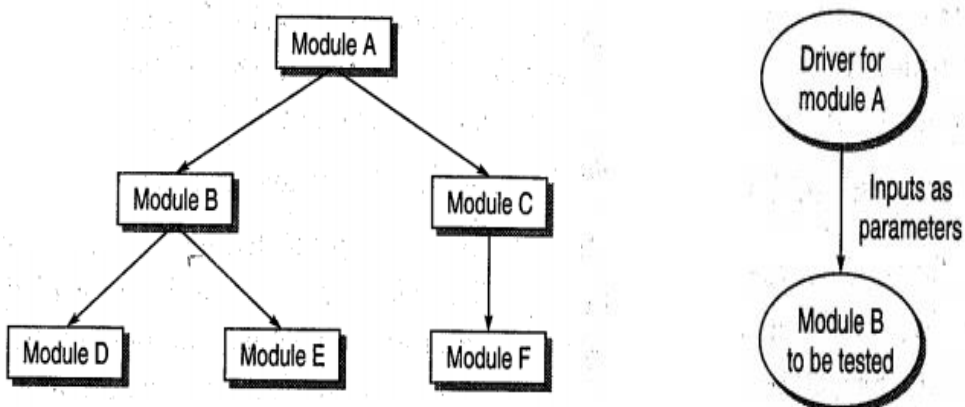 Module A
Module B
Module C
Module D
Module E
Module F
Driver for
module A
Inputs as
parameters
Module B
to be tested